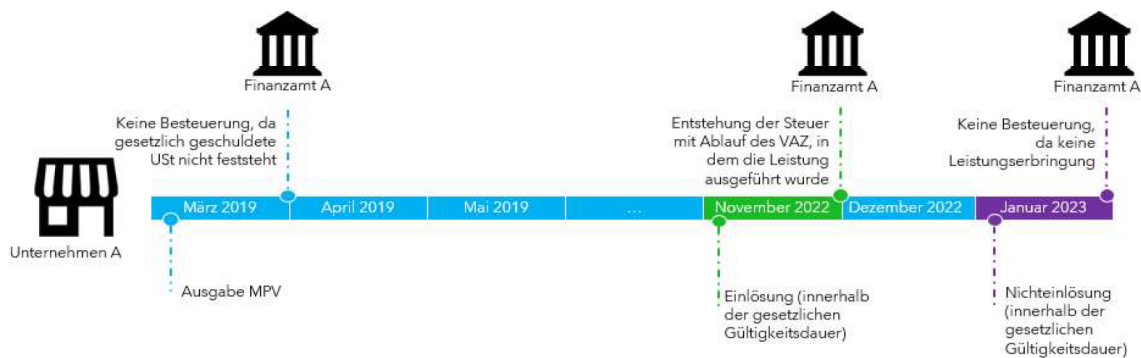 Finanzamt A
Finanzamt A
Finanzamt A
Keine Besteuerung, da
gesetzlich geschuldete
USt nicht feststeht
Entstehung der Steuer
mit Ablauf des VAZ, in
dem die Leistung
ausgeführt wurde
Keine Besteuerung,
da keine
Leistungserbringung
Unternehmen A
März 2019
April 2019
Mai 2019
...
November 2022
Dezember 2022
Januar 2023
Ausgabe MPV
Einlösung (innerhalb
der gesetzlichen
Gültigkeitsdauer)
Nichteinlösung
(innerhalb der
gesetzlichen
Gültigkeitsdauer)